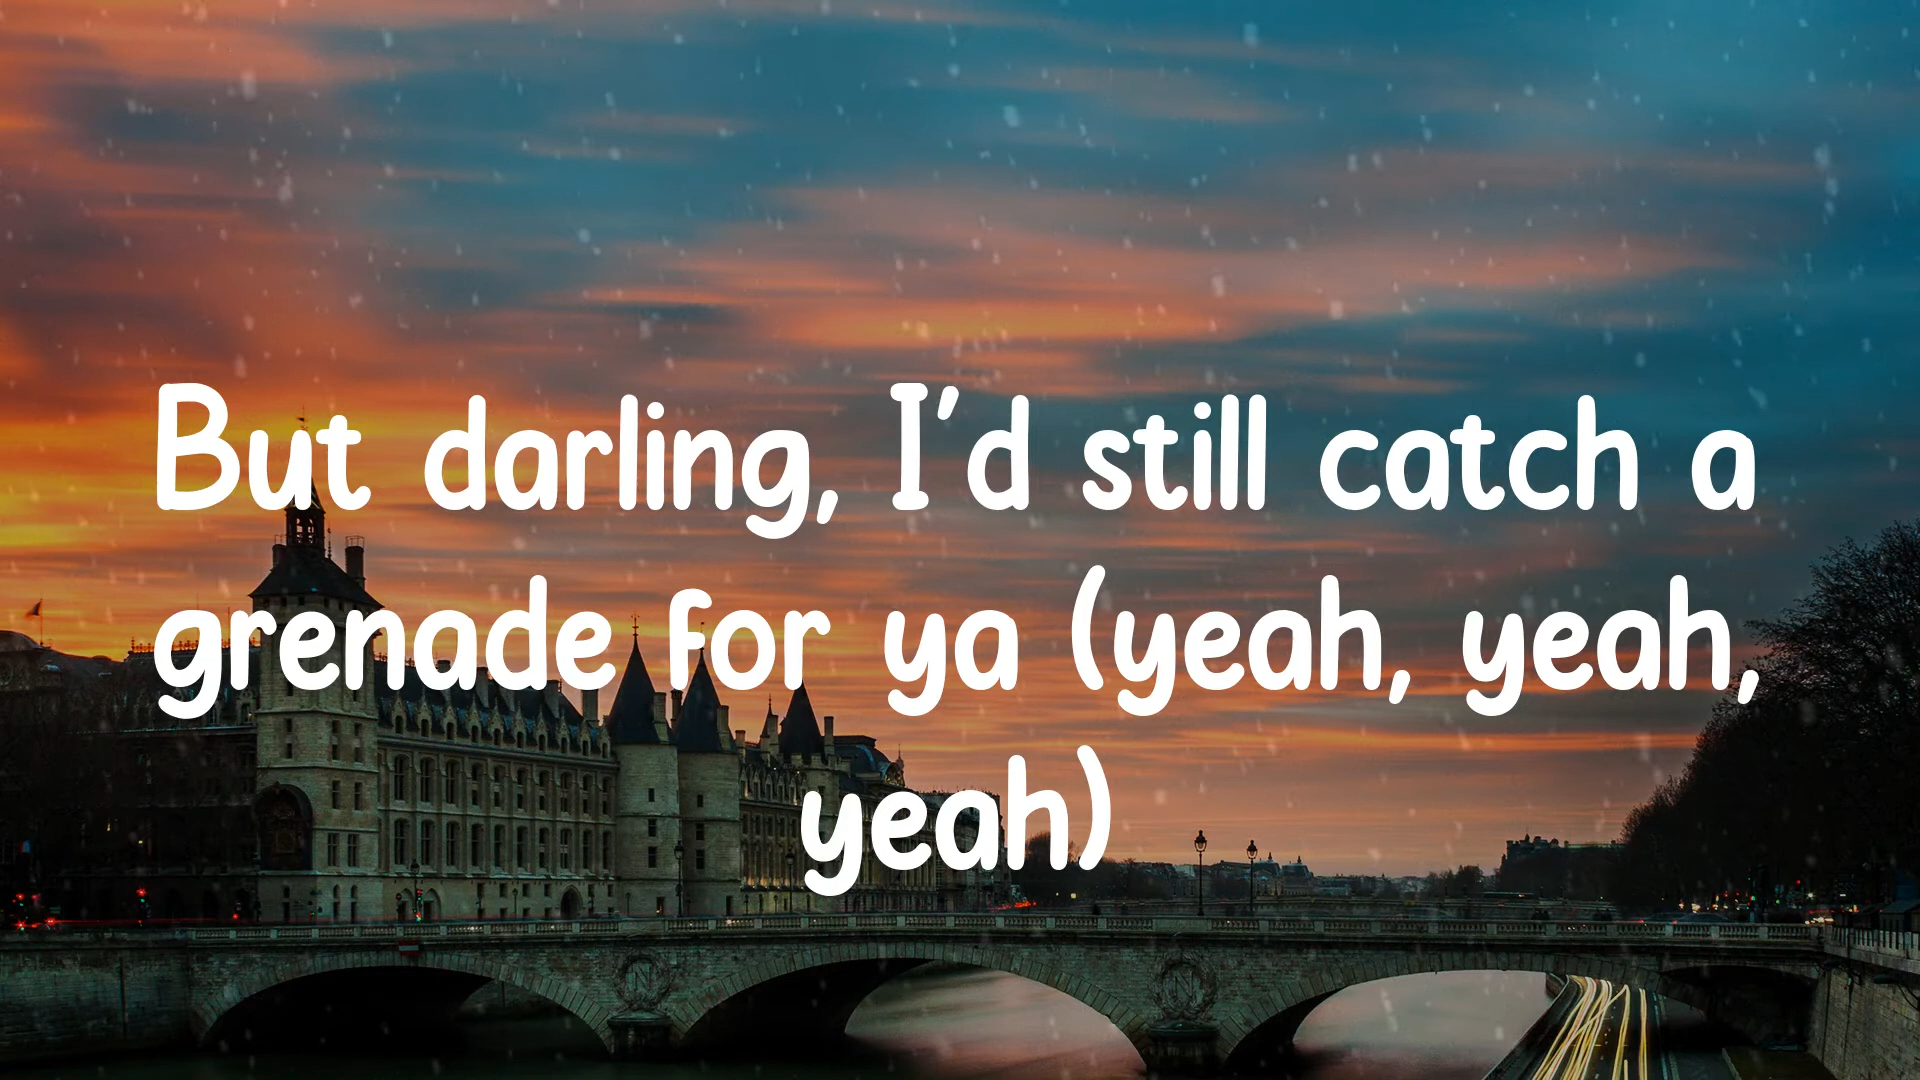 But darling, I'd still catch a
grenade for ya (yeah, yeah,
yeah)
N
N